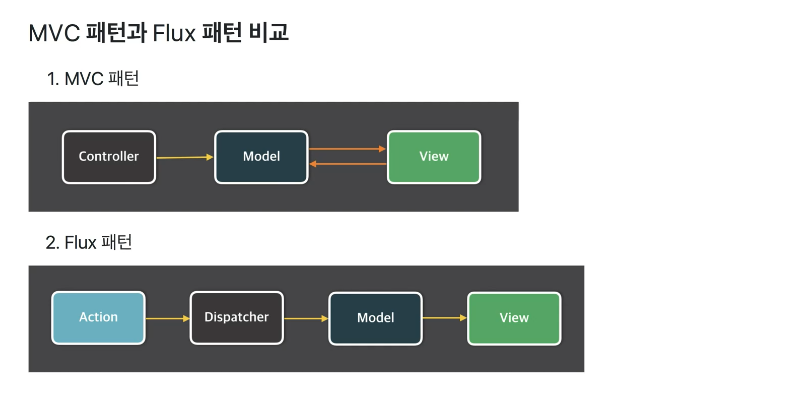 MVC 패턴과 Flux 패턴 비교
1. MVC 패턴
Controller
Model
View
2. Flux 패턴
Action
Dispatcher
Model
View